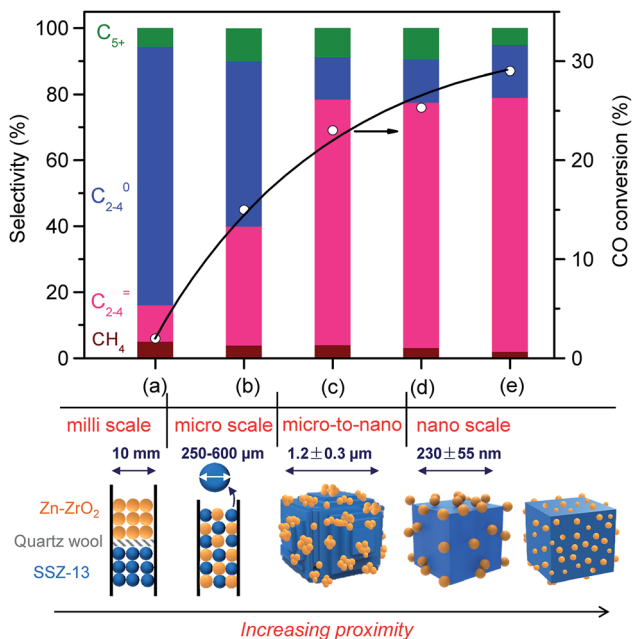 100
80
60
40
20
0
Selectivity (%)
C5+
C2-4 0
C2-4 =
CH4
30
20
10
0
CO conversion (%)
(a) (b) (c) (d) (e)
milli scale micro scale micro-to-nano nano scale
10 mm 250-600 µm 1.2±0.3 µm 230±55 nm
Zn-ZrO2
Quartz wool
SSZ-13
Increasing proximity